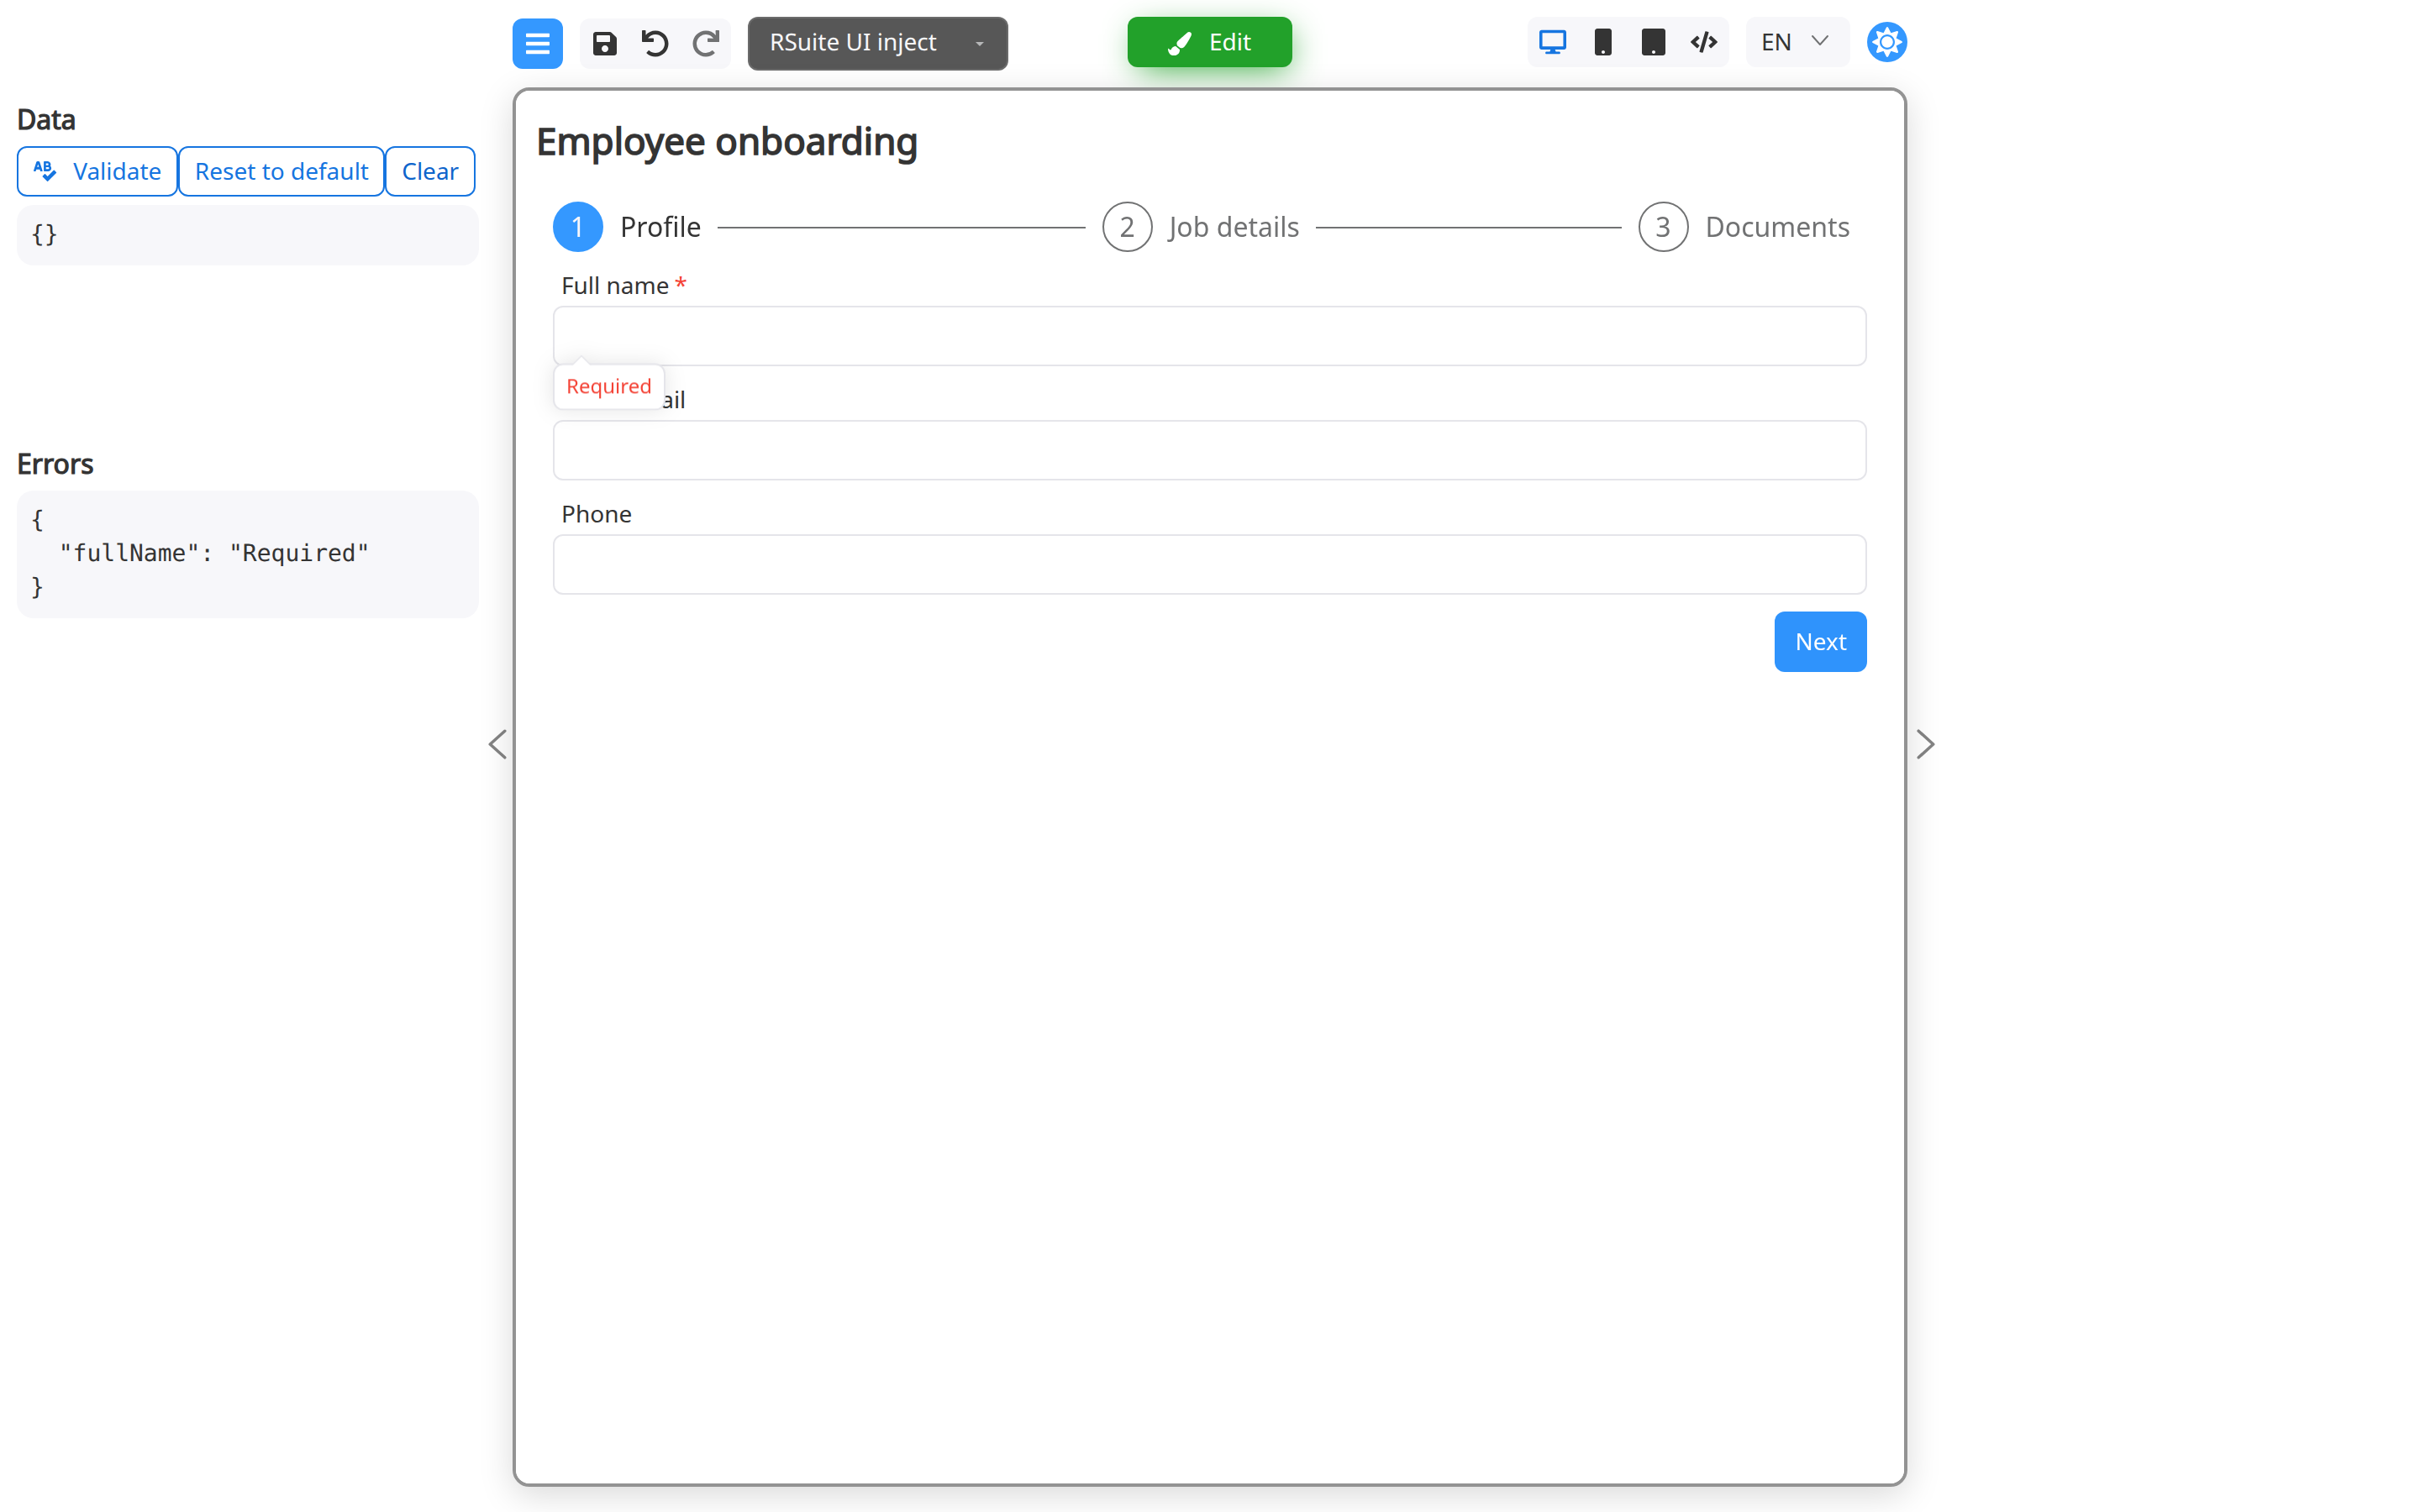 RSuite UI inject
Edit
EN
Data
AB Validate
Reset to default
Clear
{}
Errors
{
"fullName": "Required"
}
Employee onboarding
1 Profile
2 Job details
3 Documents
Full name *
Required
ail
Phone
Next